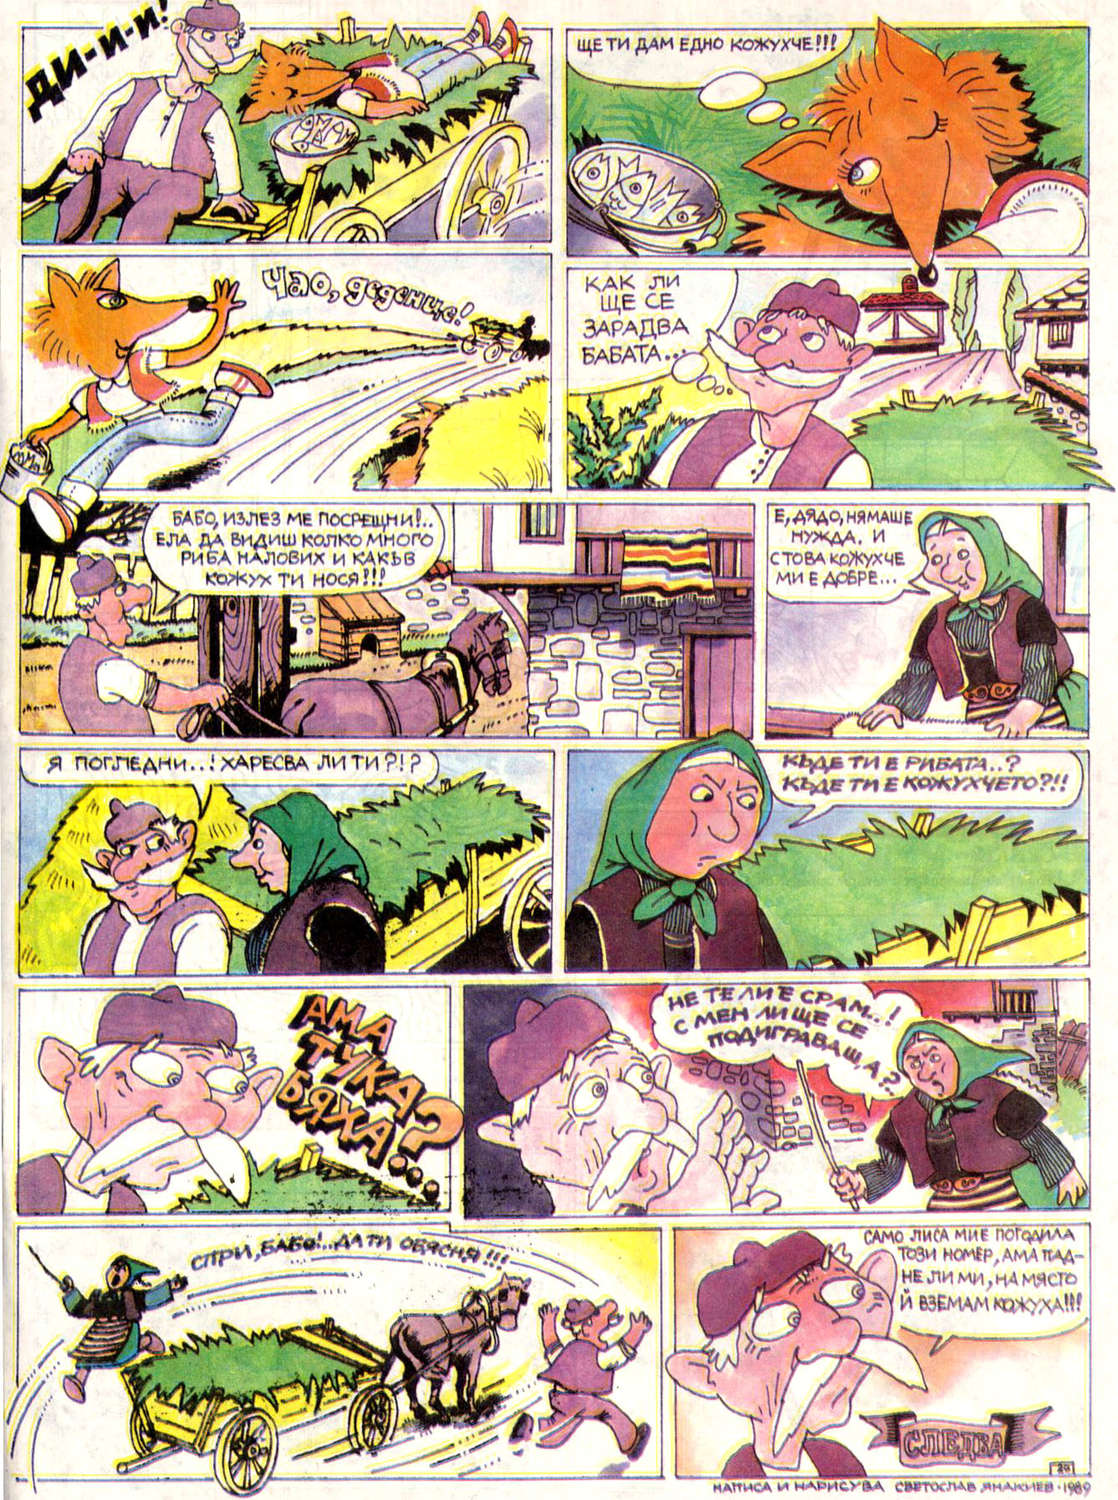 ДИ-И-И!
ЩЕ ТИ ДАМ ЕДНО КОЖУХЧЕ!!!
ЧАО, ДЕДЕНЦЕ!
КАК ЛИ
ЩЕ СЕ
ЗАРАДВА
БАБАТА...
БАБО, ИЗЛЕЗ МЕ ПОСРЕЩНИ!..
ЕЛА ДА ВИДИШ КОЛКО МНОГО
РИБА НАЛОВИХ И КАКЪВ
КОЖУХ ТИ НОСЯ!!!
Е, ДЯДО, НЯМАШЕ
НУЖДА. И
С ТОВА КОЖУХЧЕ
МИ Е ДОБРЕ...
Я ПОГЛЕДНИ..! ХАРЕСВА ЛИ ТИ?!?
КЪДЕ ТИ Е РИБАТА..?
КЪДЕ ТИ Е КОЖУХЧЕТО?!!
АМА
ТУКА
БЯХА?...
НЕ ТЕ ЛИ Е СРАМ..!
С МЕН ЛИ ЩЕ СЕ
ПОДИГРАВАШ, А..?
СПРИ, БАБО!.. ДА ТИ ОБЯСНЯ!!!
САМО ЛИСА МИ Е ПОГОДИЛА
ТОЗИ НОМЕР, АМА ПАД-
НЕ ЛИ МИ, НА МЯСТО
Й ВЗЕМАМ КОЖУХА!!!
СЛЕДВА
29
НАПИСА И НАРИСУВА СВЕТОСЛАВ ЯНАКИЕВ · 1989